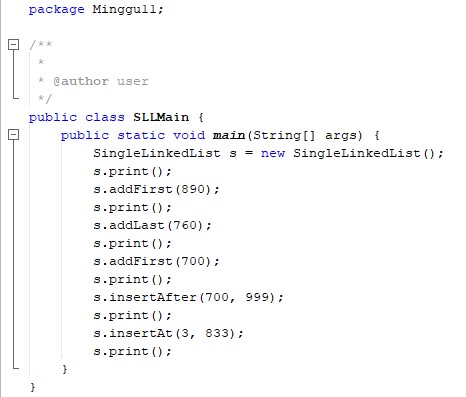 package Minggu11;
/**
 *
 * @author user
 */
public class SLLMain {
    public static void main(String[] args) {
        SingleLinkedList s = new SingleLinkedList();
        s.print();
        s.addFirst(890);
        s.print();
        s.addLast(760);
        s.print();
        s.addFirst(700);
        s.print();
        s.insertAfter(700, 999);
        s.print();
        s.insertAt(3, 833);
        s.print();
    }
}